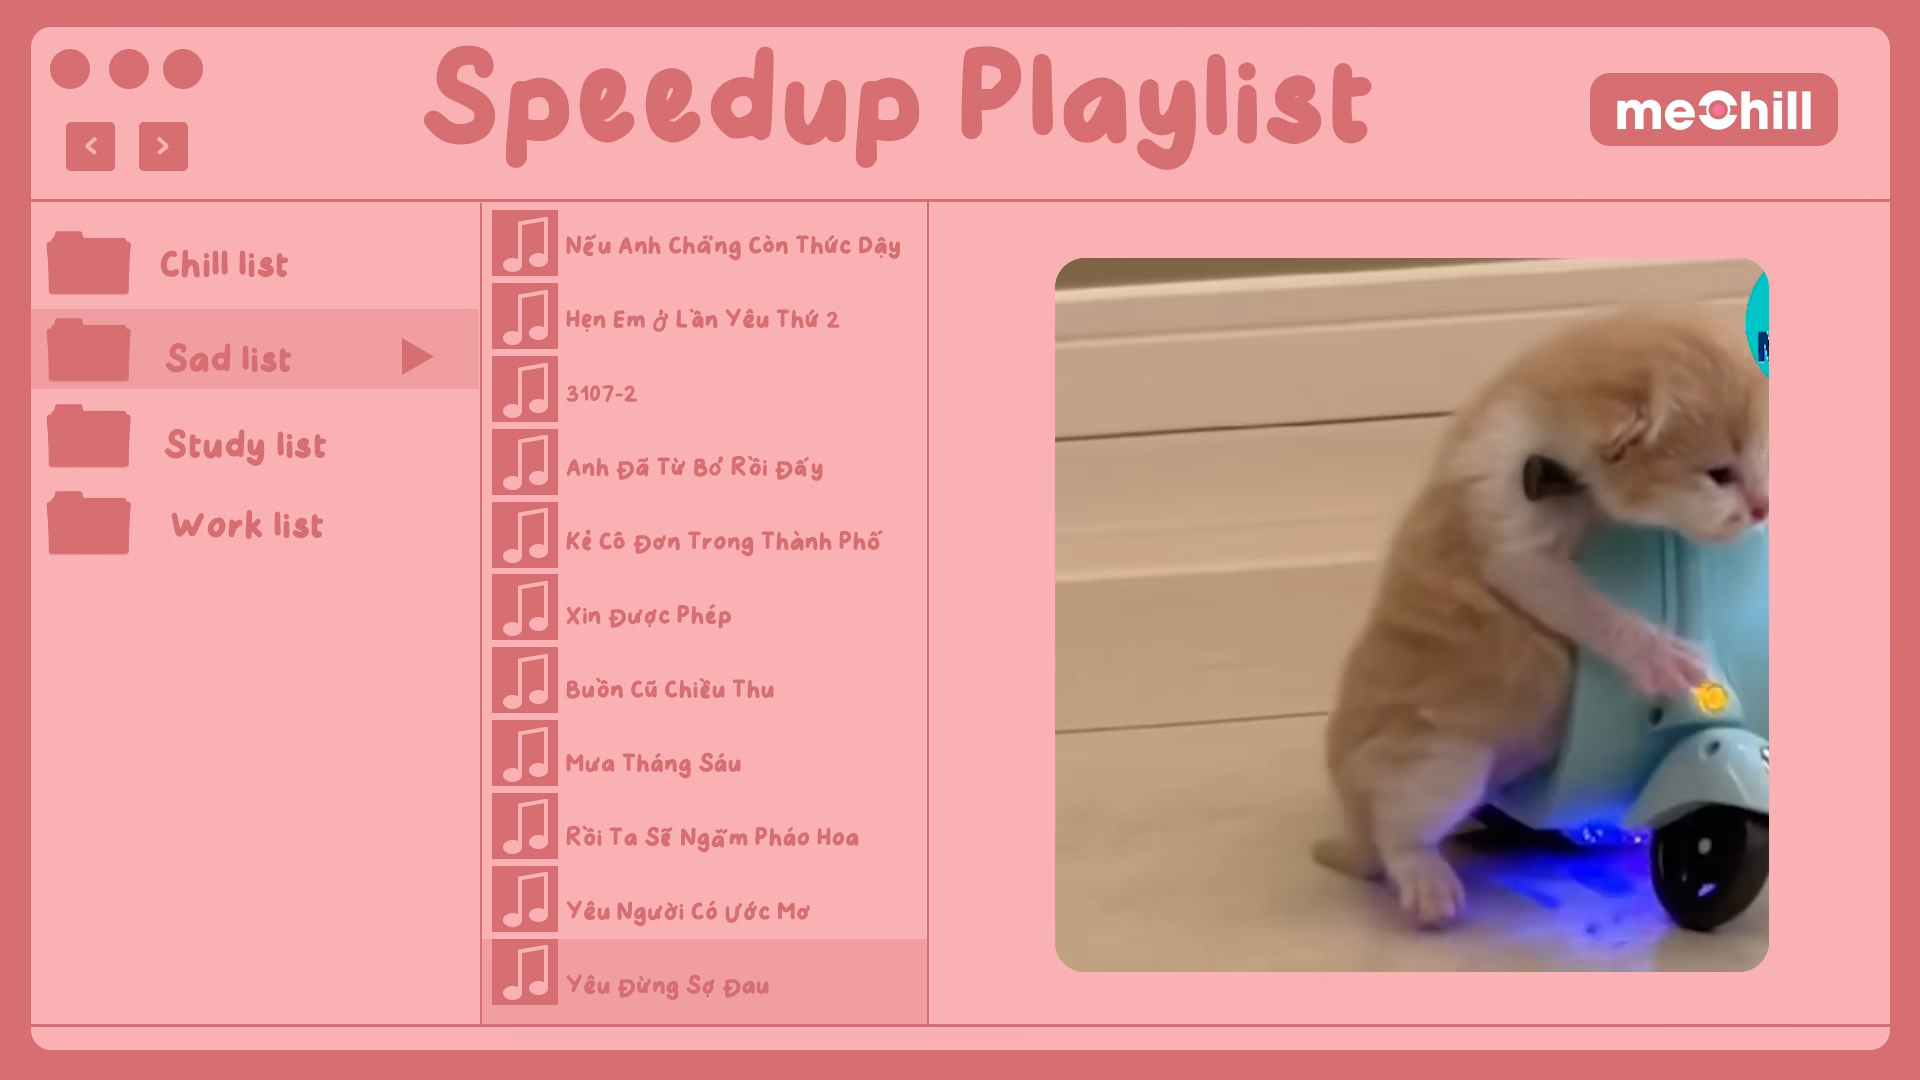 Speedup Playlist
mechill
Chill list
Sad list
Study list
Work list
Nếu Anh Chẳng Còn Thức Dậy
Hẹn Em ở Lần Yêu Thứ 2
3107-2
Anh Đã Từ Bỏ Rồi Đấy
Kẻ Cô Đơn Trong Thành Phố
Xin Được Phép
Buồn Cũ Chiều Thu
Mưa Tháng Sáu
Rồi Ta Sẽ Ngắm Pháo Hoa
Yêu Người Có Ước Mơ
Yêu Đừng Sợ Đau